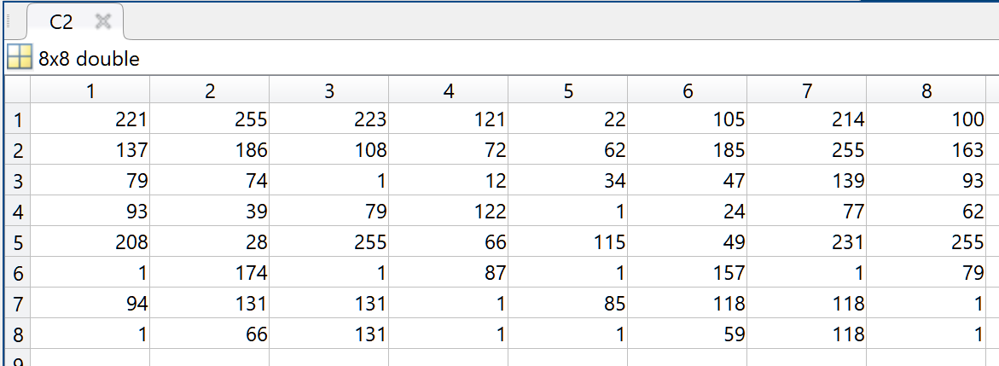 C2
8x8 double
1 2 3 4 5 6 7 8
1 221 255 223 121 22 105 214 100
2 137 186 108 72 62 185 255 163
3 79 74 1 12 34 47 139 93
4 93 39 79 122 1 24 77 62
5 208 28 255 66 115 49 231 255
6 1 174 1 87 1 157 1 79
7 94 131 131 1 85 118 118 1
8 1 66 131 1 1 59 118 1
9